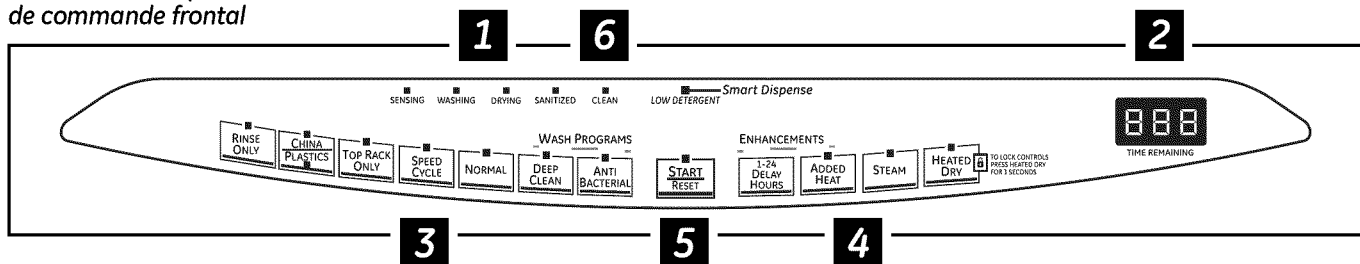 de commande frontal
1 6 2
SENSING WASHING DRYING SANITIZED CLEAN LOW DETERGENT Smart Dispense
888
TIME REMAINING
WASH PROGRAMS
ENHANCEMENTS
RINSE
ONLY
CHINA
PLASTICS
TOP RACK
ONLY
SPEED
CYCLE
NORMAL
DEEP
CLEAN
ANTI
BACTERIAL
START
RESET
1-24
DELAY
HOURS
ADDED
HEAT
STEAM
HEATED
DRY
TO LOCK CONTROLS
PRESS HEATED DRY
FOR 3 SECONDS
3 5 4